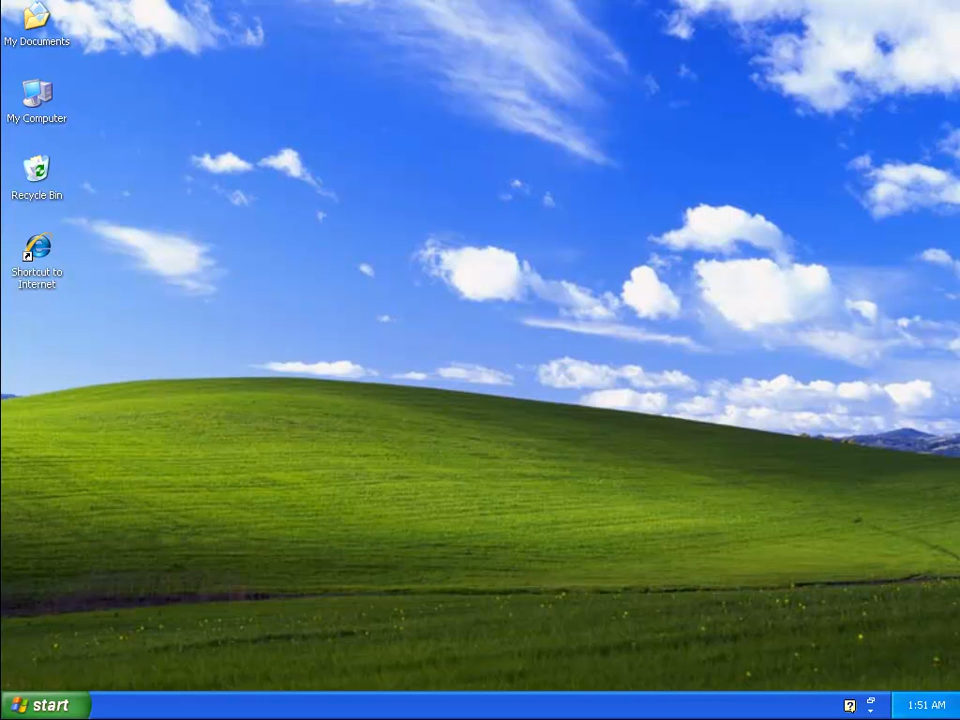 My Documents
My Computer
Recycle Bin
Shortcut to
Internet
start
?
1:51 AM